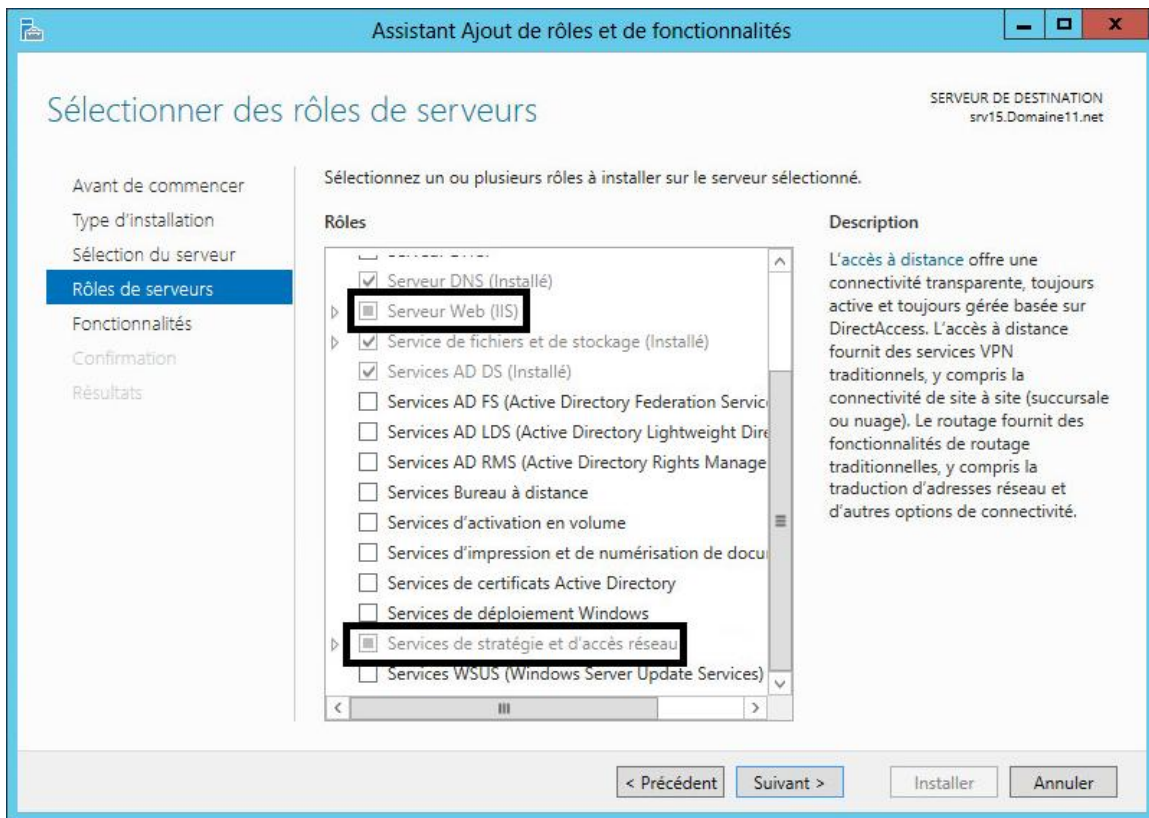 Assistant Ajout de rôles et de fonctionnalités
Sélectionner des rôles de serveurs
SERVEUR DE DESTINATION
srv15.Domaine11.net
Avant de commencer
Type d'installation
Sélection du serveur
Rôles de serveurs
Fonctionnalités
Confirmation
Résultats
Sélectionnez un ou plusieurs rôles à installer sur le serveur sélectionné.
Rôles
Serveur DNS (Installé)
Serveur Web (IIS)
Service de fichiers et de stockage (Installé)
Services AD DS (Installé)
Services AD FS (Active Directory Federation Servic
Services AD LDS (Active Directory Lightweight Dire
Services AD RMS (Active Directory Rights Manage
Services Bureau à distance
Services d'activation en volume
Services d'impression et de numérisation de docu
Services de certificats Active Directory
Services de déploiement Windows
Services de stratégie et d'accès réseau
Services WSUS (Windows Server Update Services)
Description
L'accès à distance offre une
connectivité transparente, toujours
active et toujours gérée basée sur
DirectAccess. L'accès à distance
fournit des services VPN
traditionnels, y compris la
connectivité de site à site (succursale
ou nuage). Le routage fournit des
fonctionnalités de routage
traditionnelles, y compris la
traduction d'adresses réseau et
d'autres options de connectivité.
< Précédent
Suivant >
Installer
Annuler